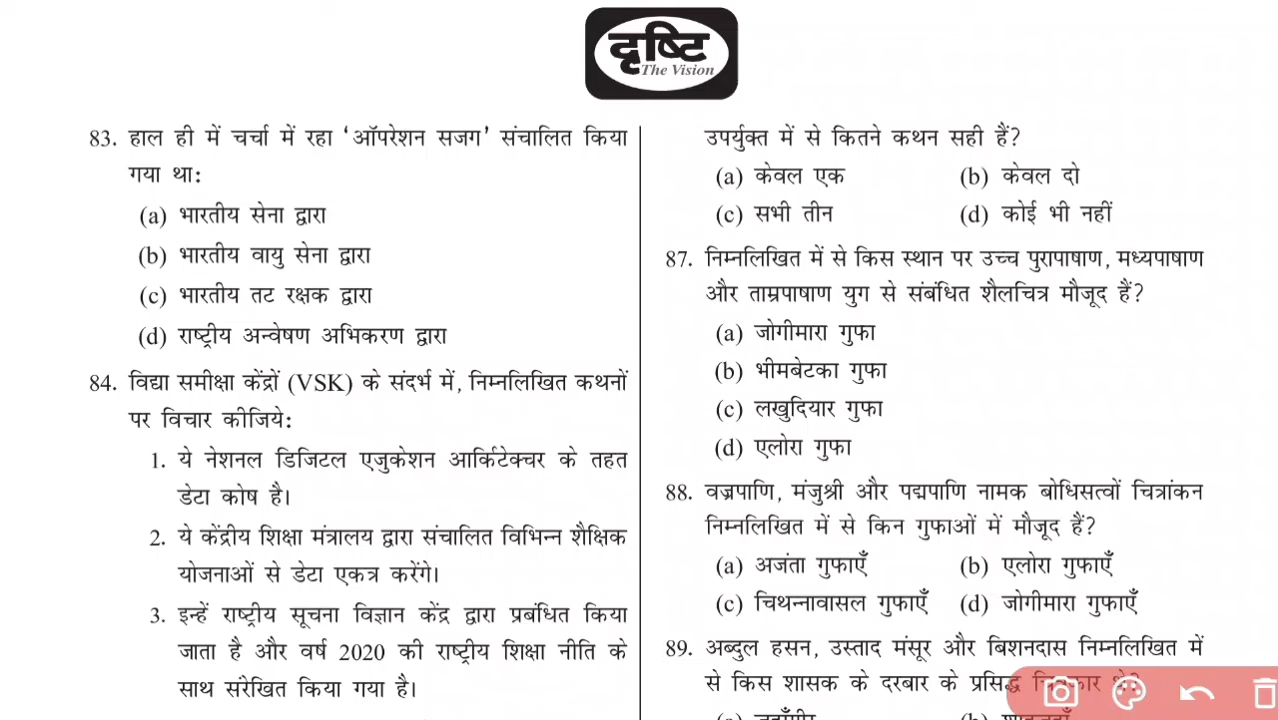 दृष्टि
The Vision
83. हाल ही में चर्चा में रहा ‘ऑपरेशन सजग’ संचालित किया
गया था:
(a) भारतीय सेना द्वारा
(b) भारतीय वायु सेना द्वारा
(c) भारतीय तट रक्षक द्वारा
(d) राष्ट्रीय अन्वेषण अभिकरण द्वारा
84. विद्या समीक्षा केंद्रों (VSK) के संदर्भ में, निम्नलिखित कथनों
पर विचार कीजिये:
1. ये नेशनल डिजिटल एजुकेशन आर्किटेक्चर के तहत
डेटा कोष है।
2. ये केंद्रीय शिक्षा मंत्रालय द्वारा संचालित विभिन्न शैक्षिक
योजनाओं से डेटा एकत्र करेंगे।
3. इन्हें राष्ट्रीय सूचना विज्ञान केंद्र द्वारा प्रबंधित किया
जाता है और वर्ष 2020 की राष्ट्रीय शिक्षा नीति के
साथ संरेखित किया गया है।
उपर्युक्त में से कितने कथन सही हैं?
(a) केवल एक (b) केवल दो
(c) सभी तीन (d) कोई भी नहीं
87. निम्नलिखित में से किस स्थान पर उच्च पुरापाषाण, मध्यपाषाण
और ताम्रपाषाण युग से संबंधित शैलचित्र मौजूद हैं?
(a) जोगीमारा गुफा
(b) भीमबेटका गुफा
(c) लखुदियार गुफा
(d) एलोरा गुफा
88. वज्रपाणि, मंजुश्री और पद्मपाणि नामक बोधिसत्वों चित्रांकन
निम्नलिखित में से किन गुफाओं में मौजूद हैं?
(a) अजंता गुफाएँ (b) एलोरा गुफाएँ
(c) चिथन्नावासल गुफाएँ (d) जोगीमारा गुफाएँ
89. अब्दुल हसन, उस्ताद मंसूर और बिशनदास निम्नलिखित में
से किस शासक के दरबार के प्रसिद्ध चित्रकार थे?
(a) जहाँगीर (b) शाहजहाँ